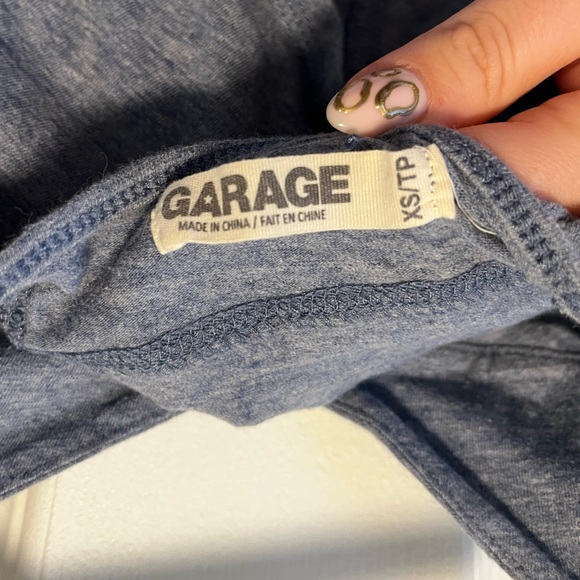 GARAGE
MADE IN CHINA / FAIT EN CHINE
XS/TP